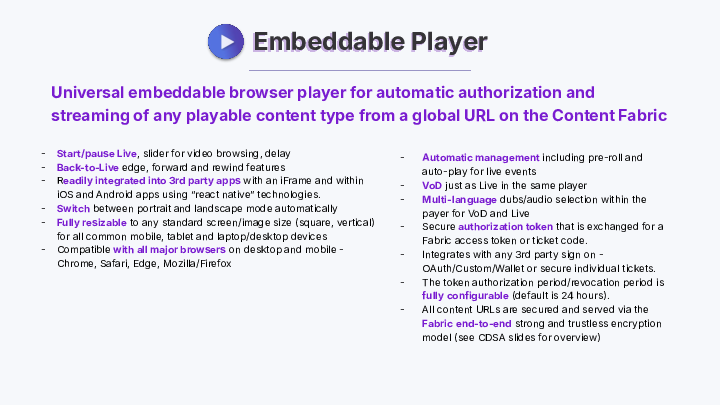 Embeddable Player
Universal embeddable browser player for automatic authorization and
streaming of any playable content type from a global URL on the Content Fabric
- Start/pause Live, slider for video browsing, delay
- Back-to-Live edge, forward and rewind features
- Readily integrated into 3rd party apps with an iFrame and within
iOS and Android apps using "react native" technologies.
- Switch between portrait and landscape mode automatically
- Fully resizable to any standard screen/image size (square, vertical)
for all common mobile, tablet and laptop/desktop devices
- Compatible with all major browsers on desktop and mobile -
Chrome, Safari, Edge, Mozilla/Firefox
- Automatic management including pre-roll and
auto-play for live events
- VoD just as Live in the same player
- Multi-language dubs/audio selection within the
payer for VoD and Live
- Secure authorization token that is exchanged for a
Fabric access token or ticket code.
- Integrates with any 3rd party sign on -
OAuth/Custom/Wallet or secure individual tickets.
- The token authorization period/revocation period is
fully configurable (default is 24 hours).
- All content URLs are secured and served via the
Fabric end-to-end strong and trustless encryption
model (see CDSA slides for overview)